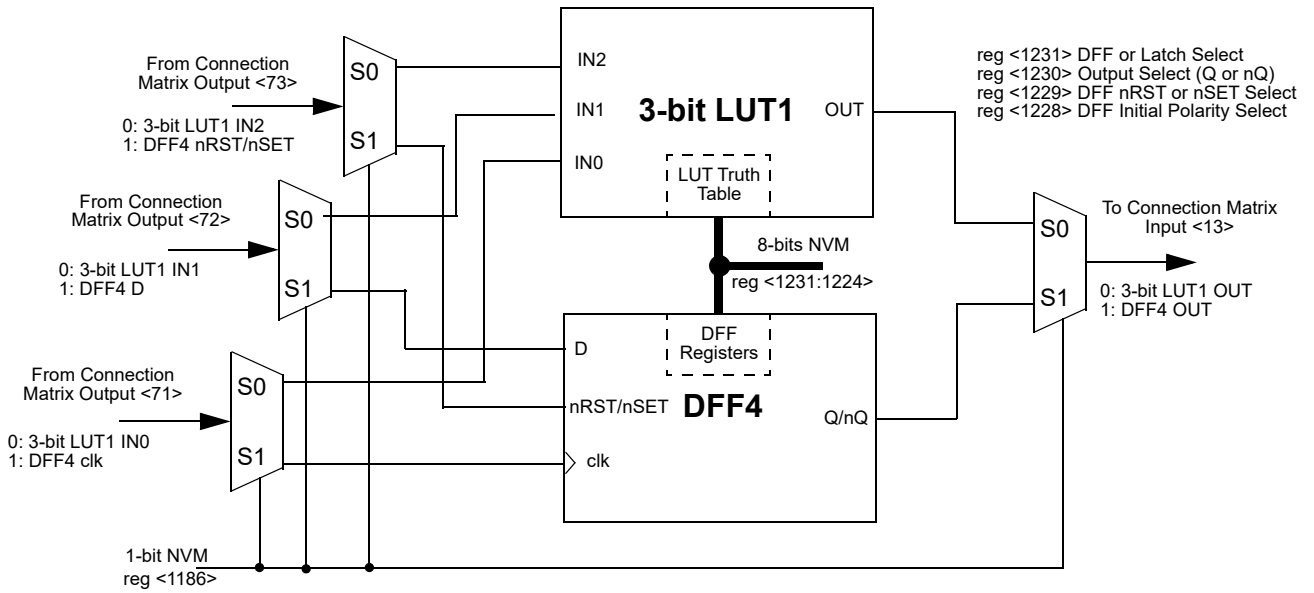 From Connection
Matrix Output <73>
0: 3-bit LUT1 IN2
1: DFF4 nRST/nSET
S0
S1
From Connection
Matrix Output <72>
0: 3-bit LUT1 IN1
1: DFF4 D
S0
S1
From Connection
Matrix Output <71>
0: 3-bit LUT1 IN0
1: DFF4 clk
S0
S1
1-bit NVM
reg <1186>
IN2
IN1
IN0
3-bit LUT1
OUT
LUT Truth
Table
8-bits NVM
reg <1231:1224>
DFF
Registers
D
nRST/nSET
DFF4
clk
Q/nQ
reg <1231> DFF or Latch Select
reg <1230> Output Select (Q or nQ)
reg <1229> DFF nRST or nSET Select
reg <1228> DFF Initial Polarity Select
S0
S1
To Connection Matrix
Input <13>
0: 3-bit LUT1 OUT
1: DFF4 OUT